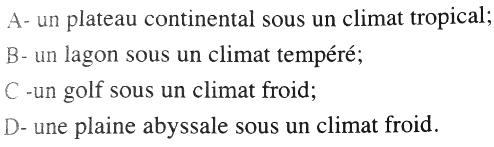 A- un plateau continental sous un climat tropical;
B- un lagon sous un climat tempéré;
C -un golf sous un climat froid;
D- une plaine abyssale sous un climat froid.